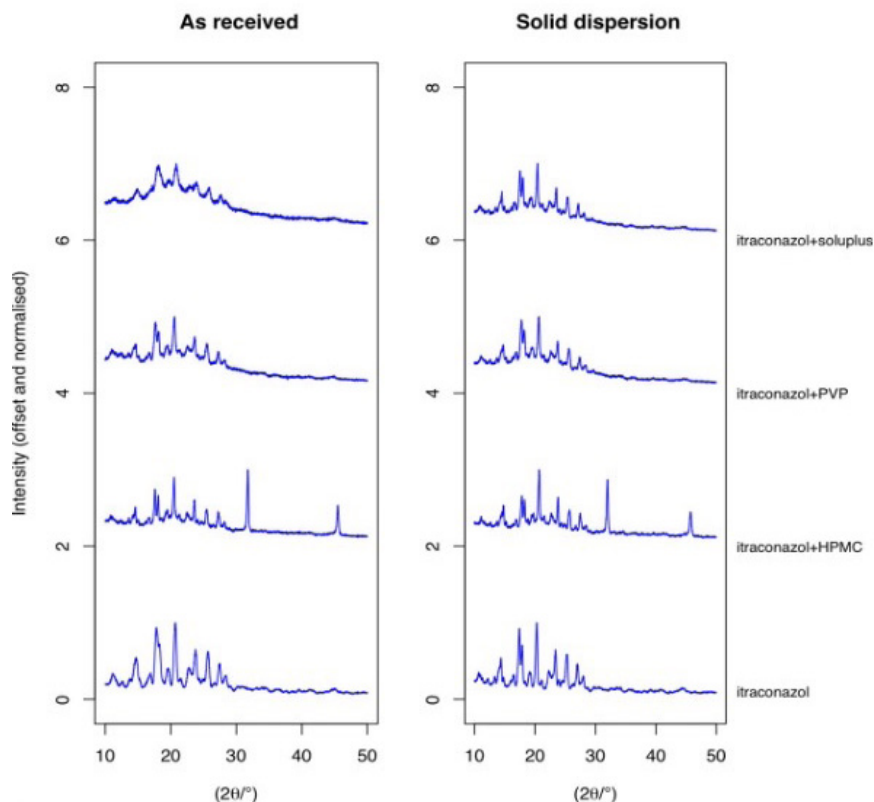 As received
Solid dispersion
Intensity (offset and normalised)
8
6
4
2
0
10 20 30 40 50
(2θ/°)
8
6
4
2
0
10 20 30 40 50
(2θ/°)
itraconazol+soluplus
itraconazol+PVP
itraconazol+HPMC
itraconazol